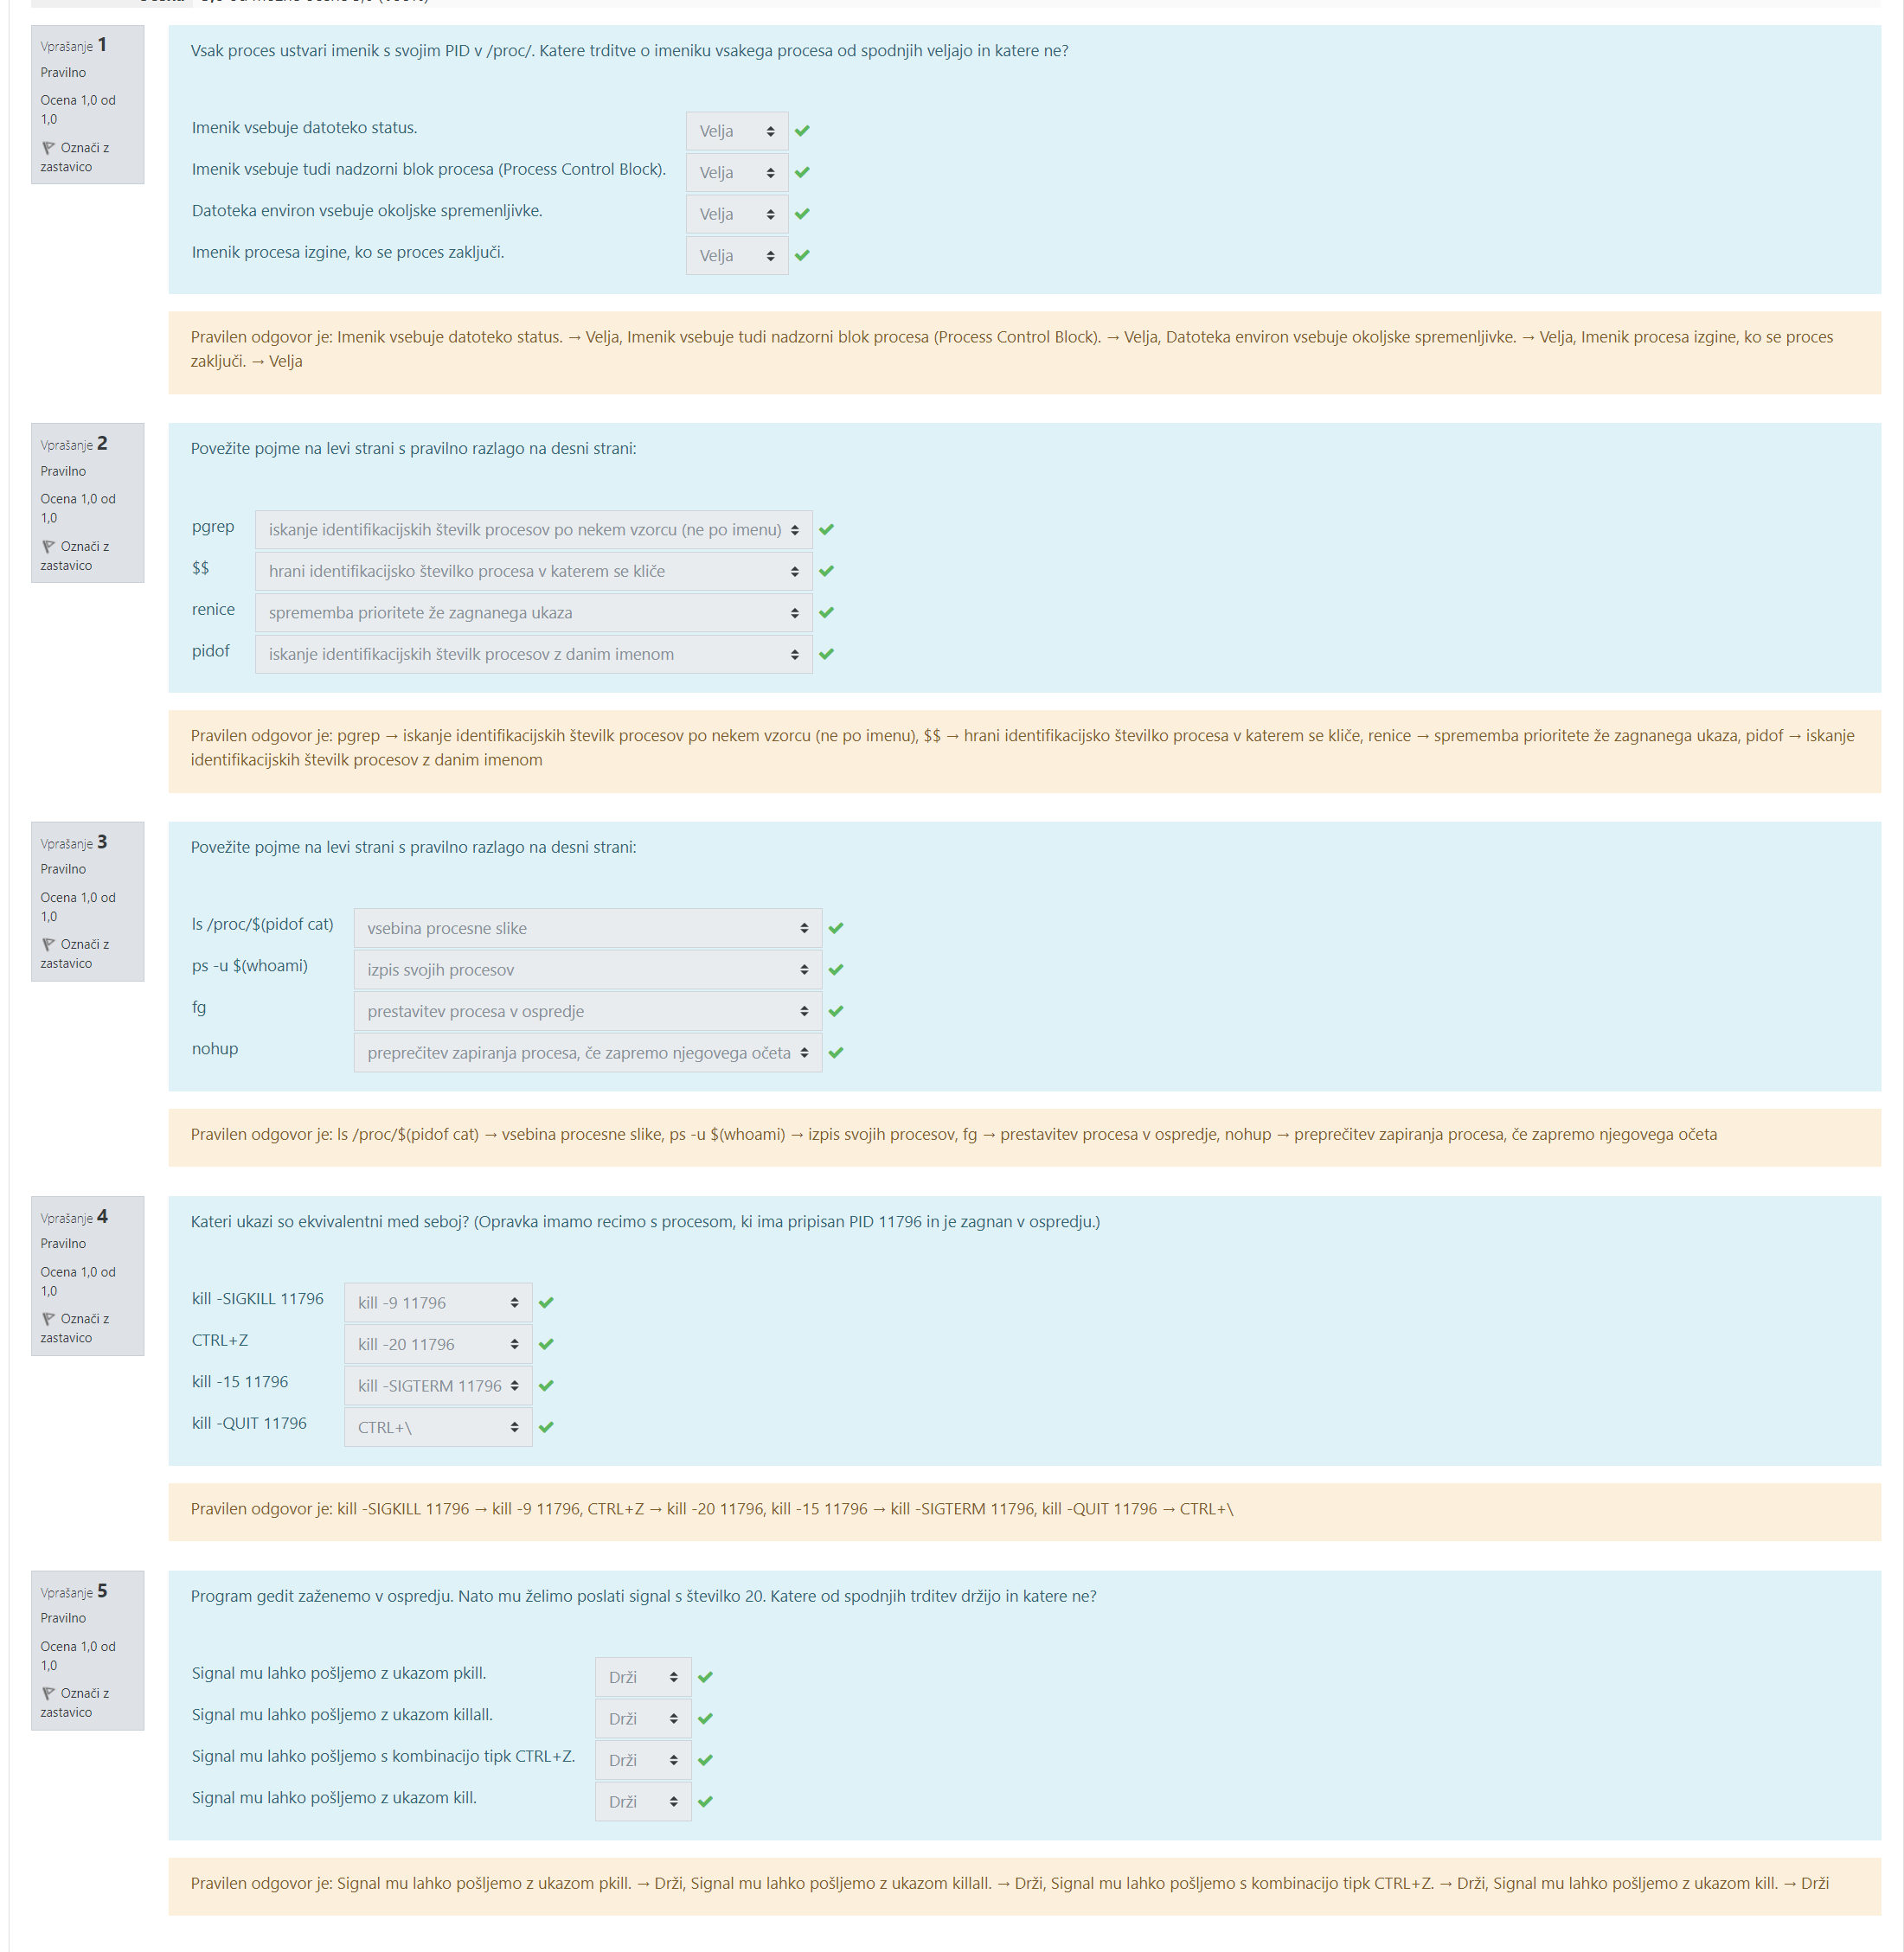 Vprašanje 1
Pravilno
Ocena 1,0 od
1,0
Označi z
zastavico
Vsak proces ustvari imenik s svojim PID v /proc/. Katere trditve o imeniku vsakega procesa od spodnjih veljajo in katere ne?
Imenik vsebuje datoteko status. Velja
Imenik vsebuje tudi nadzorni blok procesa (Process Control Block). Velja
Datoteka environ vsebuje okoljske spremenljivke. Velja
Imenik procesa izgine, ko se proces zaključi. Velja
Pravilen odgovor je: Imenik vsebuje datoteko status. → Velja, Imenik vsebuje tudi nadzorni blok procesa (Process Control Block). → Velja, Datoteka environ vsebuje okoljske spremenljivke. → Velja, Imenik procesa izgine, ko se proces
zaključi. → Velja
Vprašanje 2
Pravilno
Ocena 1,0 od
1,0
Označi z
zastavico
Povežite pojme na levi strani s pravilno razlago na desni strani:
pgrep iskanje identifikacijskih številk procesov po nekem vzorcu (ne po imenu)
$$ hrani identifikacijsko številko procesa v katerem se kliče
renice sprememba prioritete že zagnanega ukaza
pidof iskanje identifikacijskih številk procesov z danim imenom
Pravilen odgovor je: pgrep → iskanje identifikacijskih številk procesov po nekem vzorcu (ne po imenu), $$ → hrani identifikacijsko številko procesa v katerem se kliče, renice → sprememba prioritete že zagnanega ukaza, pidof → iskanje
identifikacijskih številk procesov z danim imenom
Vprašanje 3
Pravilno
Ocena 1,0 od
1,0
Označi z
zastavico
Povežite pojme na levi strani s pravilno razlago na desni strani:
ls /proc/$(pidof cat) vsebina procesne slike
ps -u $(whoami) izpis svojih procesov
fg prestavitev procesa v ospredje
nohup preprečitev zapiranja procesa, če zapremo njegovega očeta
Pravilen odgovor je: ls /proc/$(pidof cat) → vsebina procesne slike, ps -u $(whoami) → izpis svojih procesov, fg → prestavitev procesa v ospredje, nohup → preprečitev zapiranja procesa, če zapremo njegovega očeta
Vprašanje 4
Pravilno
Ocena 1,0 od
1,0
Označi z
zastavico
Kateri ukazi so ekvivalentni med seboj? (Opravka imamo recimo s procesom, ki ima pripisan PID 11796 in je zagnan v ospredju.)
kill -SIGKILL 11796 kill -9 11796
CTRL+Z kill -20 11796
kill -15 11796 kill -SIGTERM 11796
kill -QUIT 11796 CTRL+\
Pravilen odgovor je: kill -SIGKILL 11796 → kill -9 11796, CTRL+Z → kill -20 11796, kill -15 11796 → kill -SIGTERM 11796, kill -QUIT 11796 → CTRL+\
Vprašanje 5
Pravilno
Ocena 1,0 od
1,0
Označi z
zastavico
Program gedit zaženemo v ospredju. Nato mu želimo poslati signal s številko 20. Katere od spodnjih trditev držijo in katere ne?
Signal mu lahko pošljemo z ukazom pkill. Drži
Signal mu lahko pošljemo z ukazom killall. Drži
Signal mu lahko pošljemo s kombinacijo tipk CTRL+Z. Drži
Signal mu lahko pošljemo z ukazom kill. Drži
Pravilen odgovor je: Signal mu lahko pošljemo z ukazom pkill. → Drži, Signal mu lahko pošljemo z ukazom killall. → Drži, Signal mu lahko pošljemo s kombinacijo tipk CTRL+Z. → Drži, Signal mu lahko pošljemo z ukazom kill. → Drži